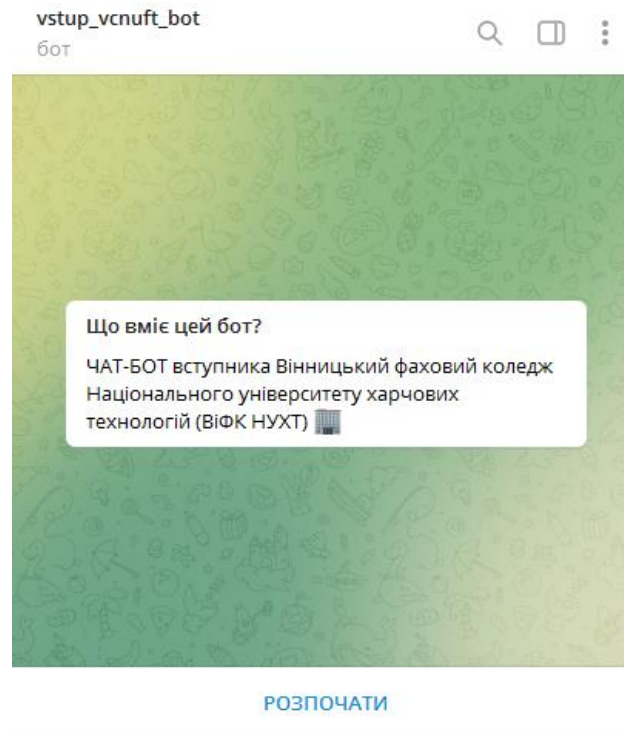 vstup_vcnuft_bot
бот
Що вміє цей бот?
ЧАТ-БОТ вступника Вінницький фаховий коледж
Національного університету харчових
технологій (ВіФК НУХТ) 🏢
РОЗПОЧАТИ